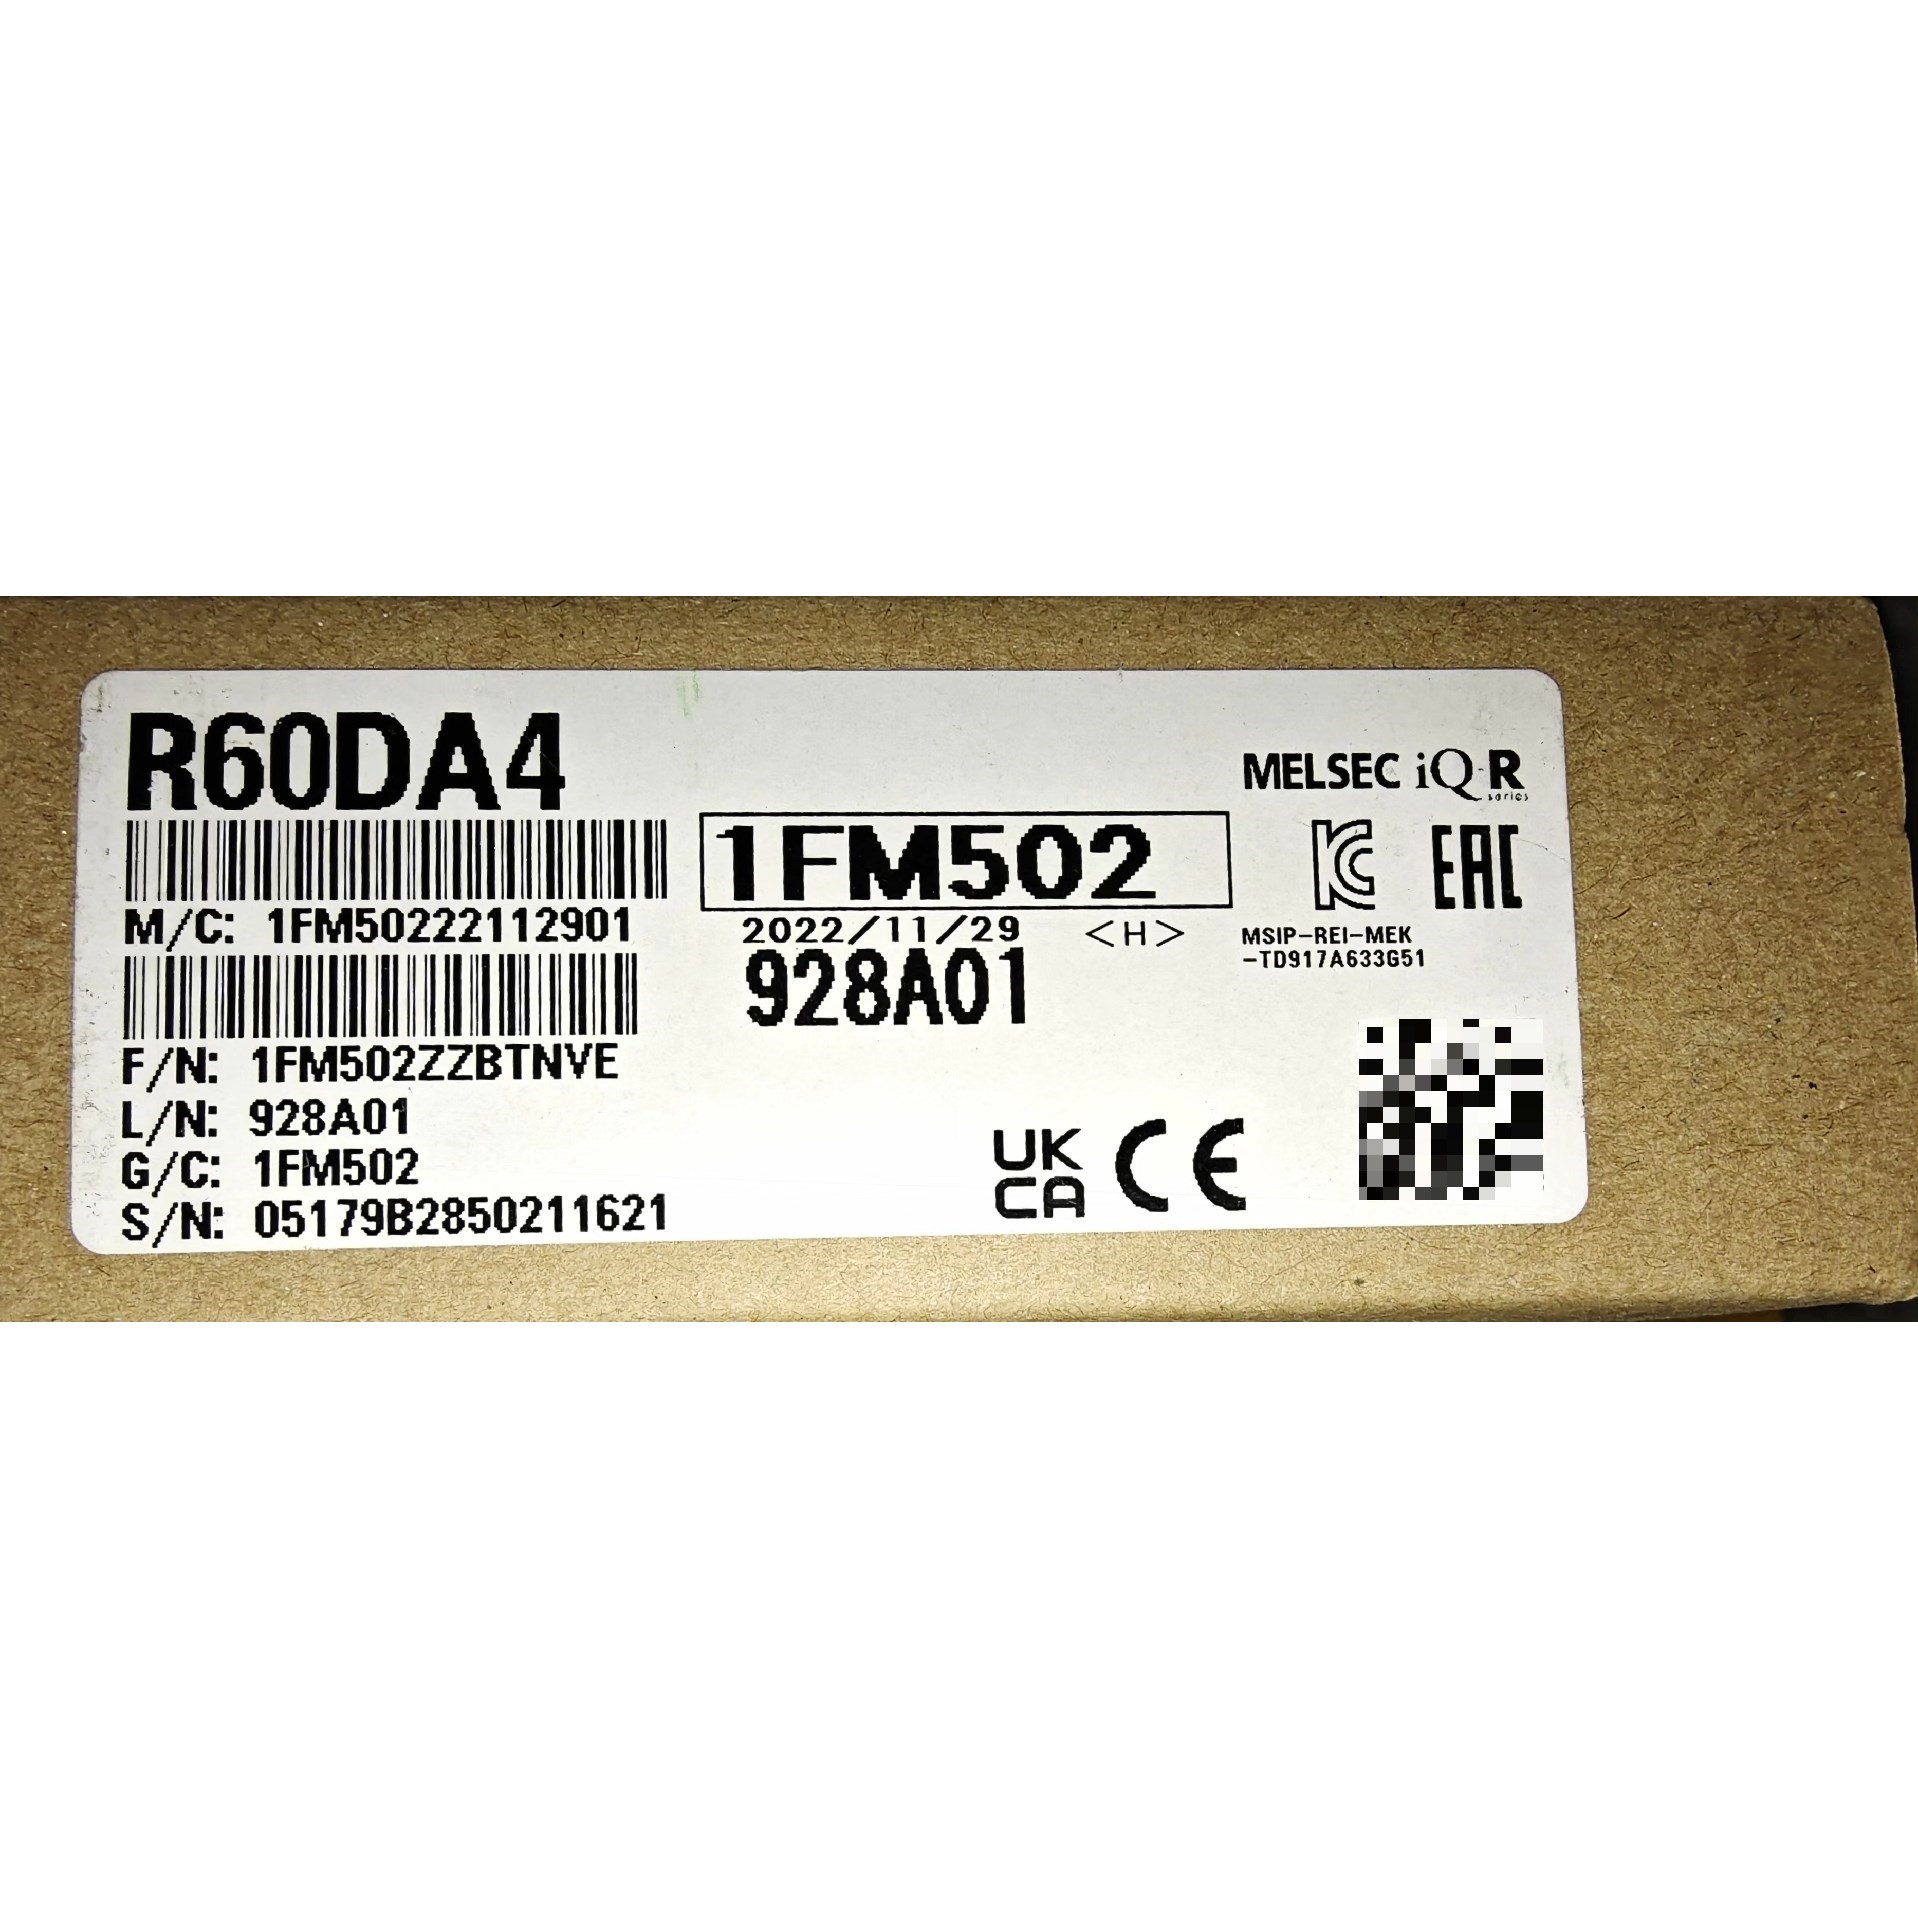 R60DA4
MELSEC iQ-R
series
1FM502
M/C: 1FM50222112901
2022/11/29 <H>
MSIP-REI-MEK
-TD917A633G51
928A01
F/N: 1FM502ZZBTNVE
L/N: 928A01
G/C: 1FM502
S/N: 05179B2850211621
UK
CA
CE
EAC
KC